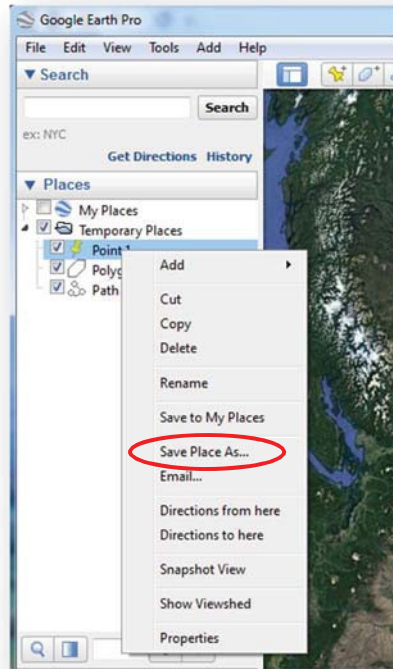 Google Earth Pro
File Edit View Tools Add Help
Search
Search
ex: NYC
Get Directions History
Places
My Places
Temporary Places
Point 1
Path
Add
Cut
Copy
Delete
Rename
Save to My Places
Save Place As...
Email...
Directions from here
Directions to here
Snapshot View
Show Viewshed
Properties